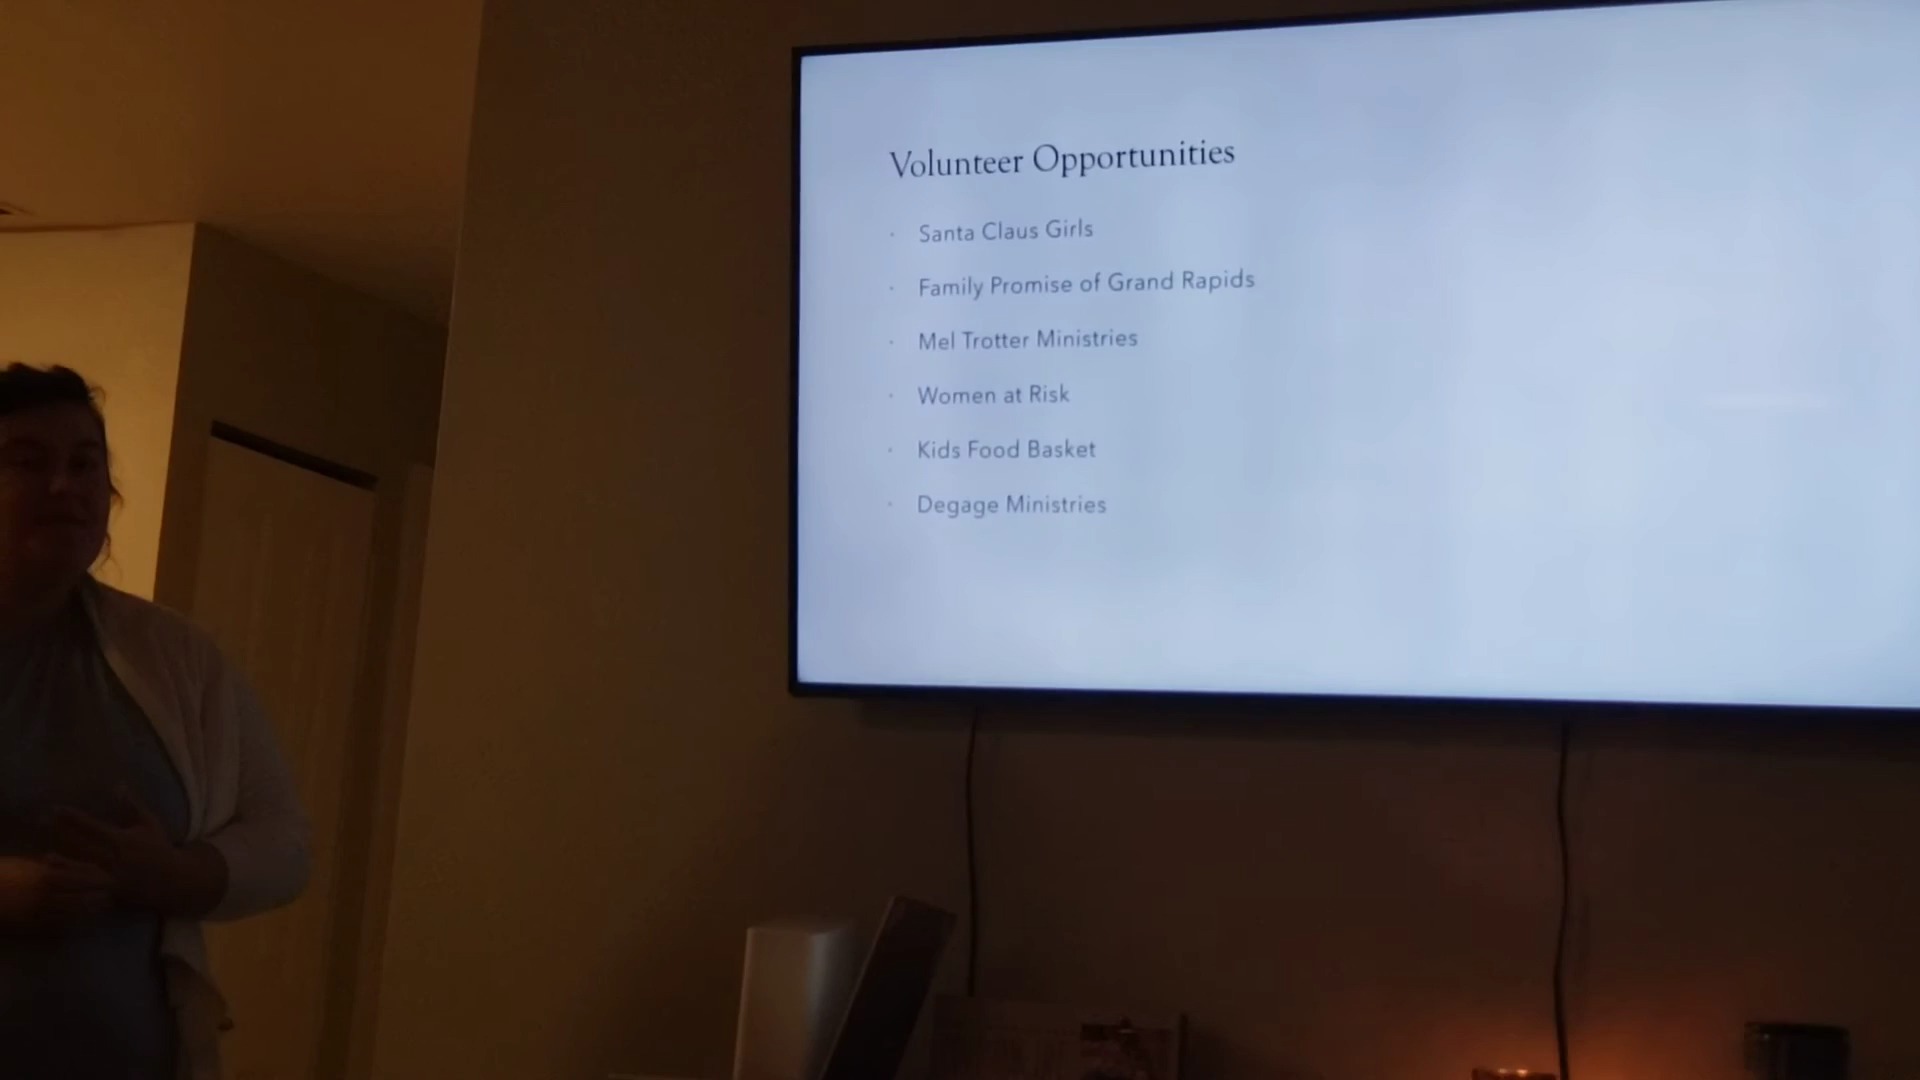 Volunteer Opportunities
· Santa Claus Girls
· Family Promise of Grand Rapids
· Mel Trotter Ministries
· Women at Risk
· Kids Food Basket
· Degage Ministries